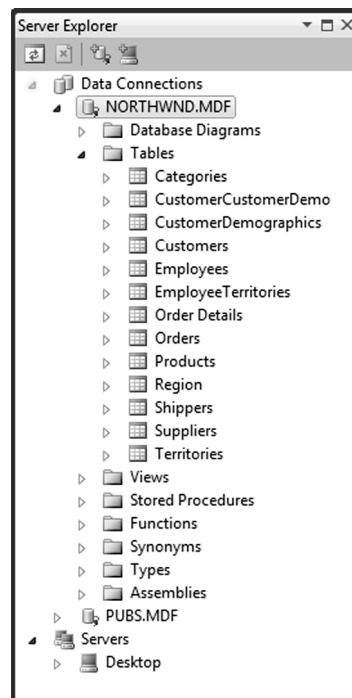 Server Explorer
Data Connections
NORTHWND.MDF
Database Diagrams
Tables
Categories
CustomerCustomerDemo
CustomerDemographics
Customers
Employees
EmployeeTerritories
Order Details
Orders
Products
Region
Shippers
Suppliers
Territories
Views
Stored Procedures
Functions
Synonyms
Types
Assemblies
PUBS.MDF
Servers
Desktop